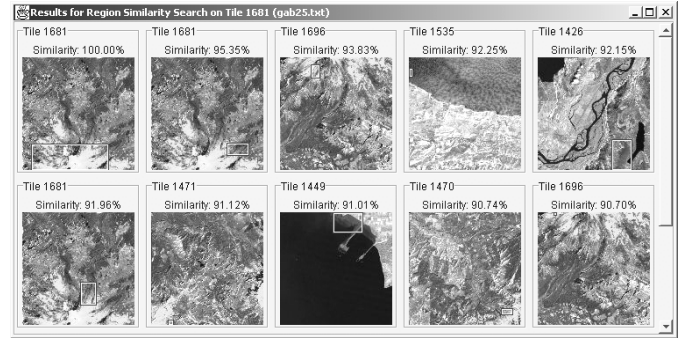 Results for Region Similarity Search on Tile 1681 (gab25.txt)
Tile 1681 Tile 1681 Tile 1696 Tile 1535 Tile 1426
Similarity: 100.00% Similarity: 95.35% Similarity: 93.83% Similarity: 92.25% Similarity: 92.15%
Tile 1681 Tile 1471 Tile 1449 Tile 1470 Tile 1696
Similarity: 91.96% Similarity: 91.12% Similarity: 91.01% Similarity: 90.74% Similarity: 90.70%